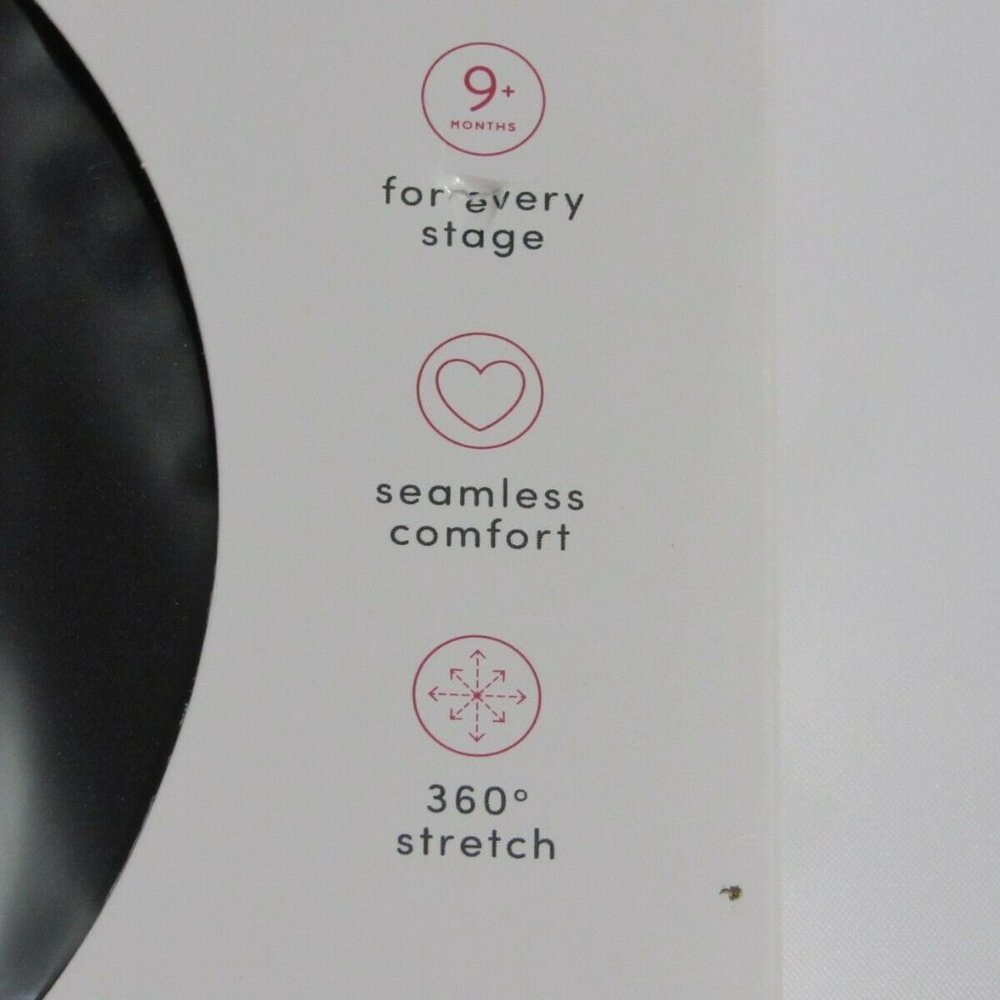 9+
MONTHS
for every
stage
seamless
comfort
360°
stretch